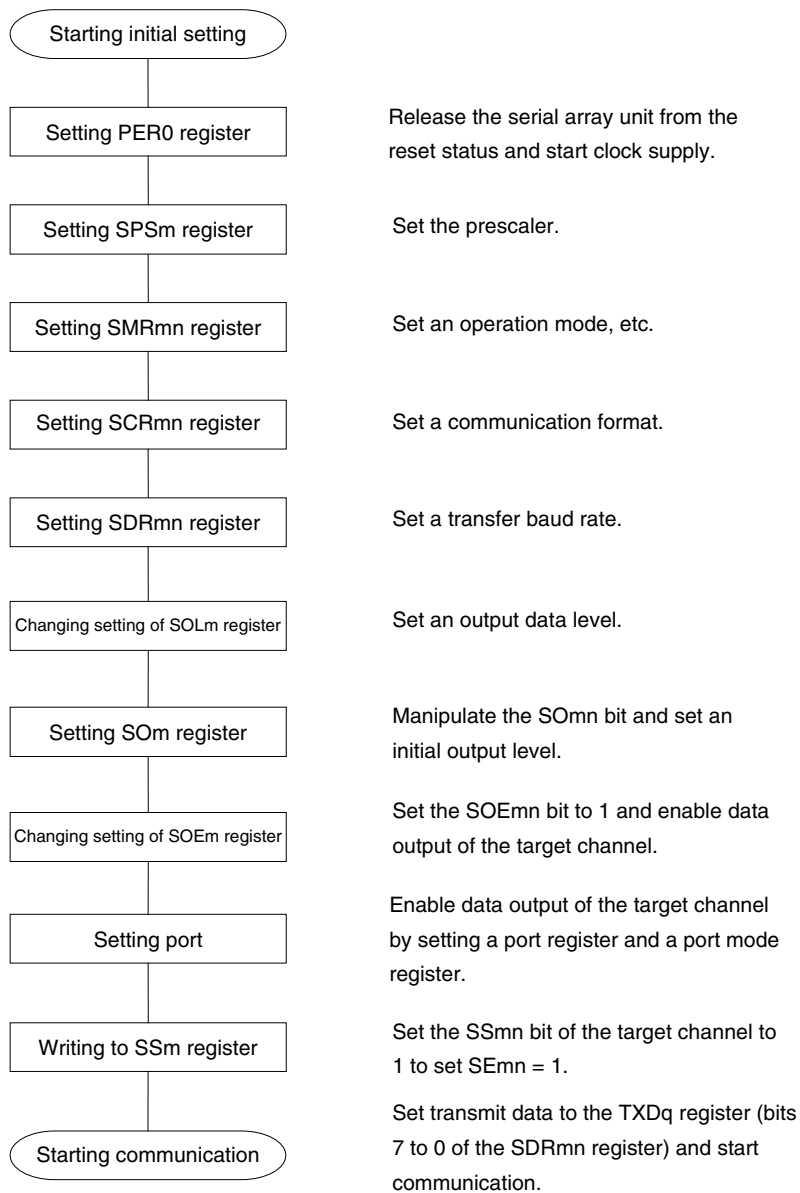 Starting initial setting
Setting PER0 register
Release the serial array unit from the
reset status and start clock supply.
Setting SPSm register
Set the prescaler.
Setting SMRmn register
Set an operation mode, etc.
Setting SCRmn register
Set a communication format.
Setting SDRmn register
Set a transfer baud rate.
Changing setting of SOLm register
Set an output data level.
Setting SOm register
Manipulate the SOmn bit and set an
initial output level.
Changing setting of SOEm register
Set the SOEmn bit to 1 and enable data
output of the target channel.
Setting port
Enable data output of the target channel
by setting a port register and a port mode
register.
Writing to SSm register
Set the SSmn bit of the target channel to
1 to set SEmn = 1.
Starting communication
Set transmit data to the TXDq register (bits
7 to 0 of the SDRmn register) and start
communication.